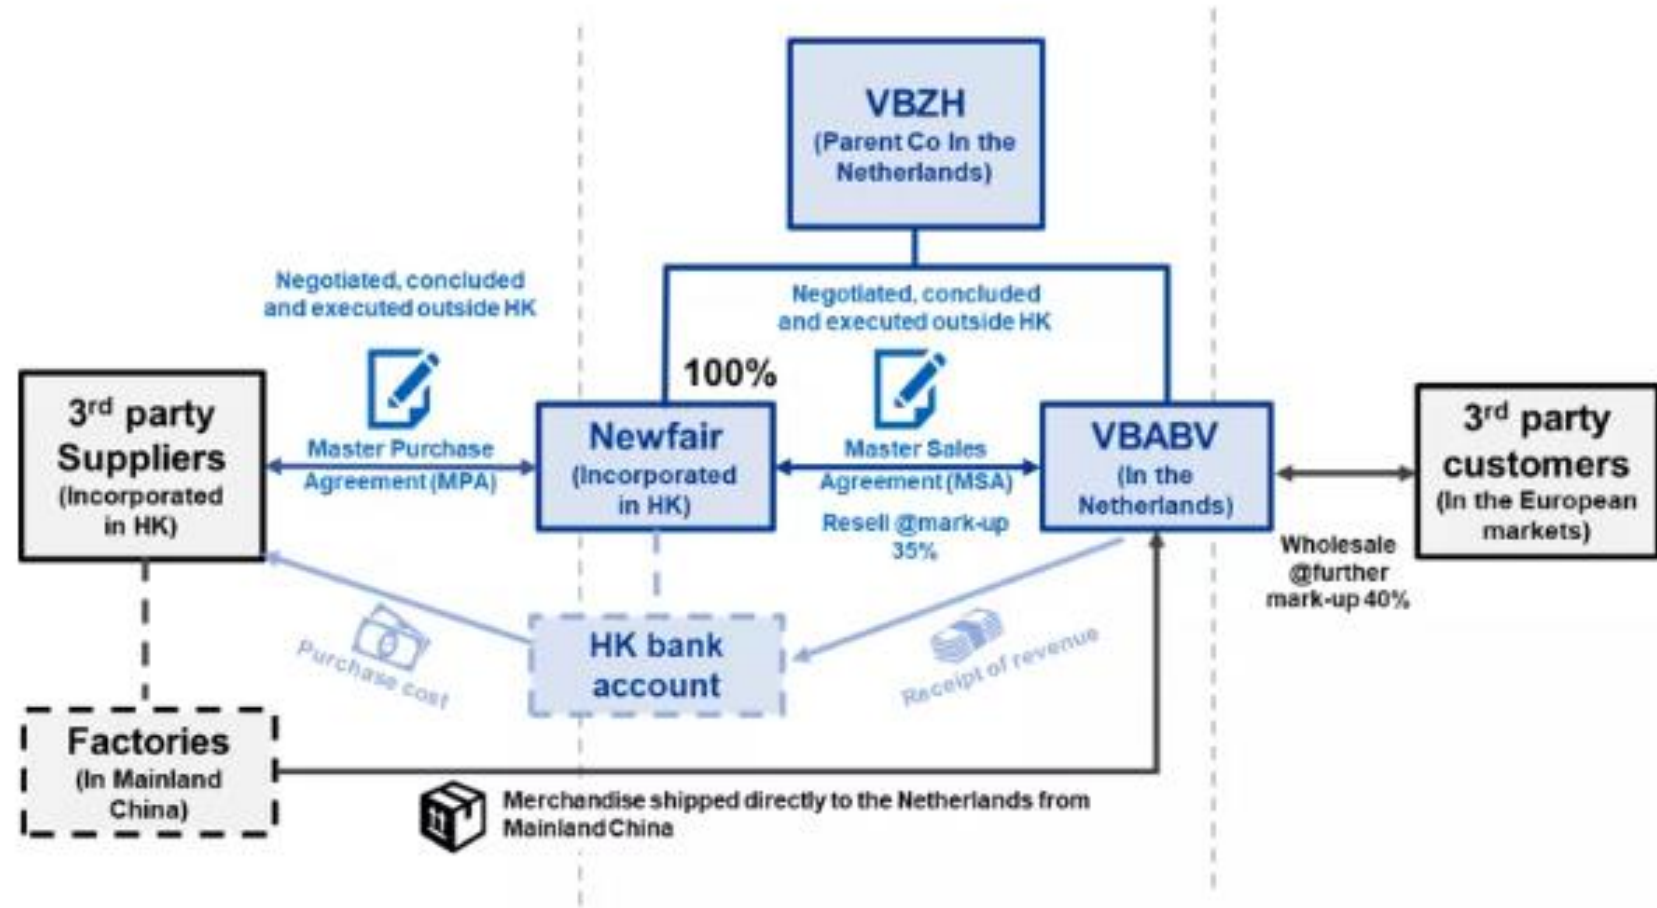 VBZH
(Parent Co In the
Netherlands)
Negotiated, concluded
and executed outside HK
Negotiated, concluded
and executed outside HK
100%
3rd party
Suppliers
(Incorporated
in HK)
Master Purchase
Agreement (MPA)
Newfair
(Incorporated
in HK)
Master Sales
Agreement (MSA)
Resell @mark-up
35%
VBABV
(In the
Netherlands)
3rd party
customers
(In the European
markets)
Wholesale
@further
mark-up 40%
Purchase cost
HK bank
account
Receipt of revenue
Factories
(In Mainland
China)
Merchandise shipped directly to the Netherlands from
Mainland China